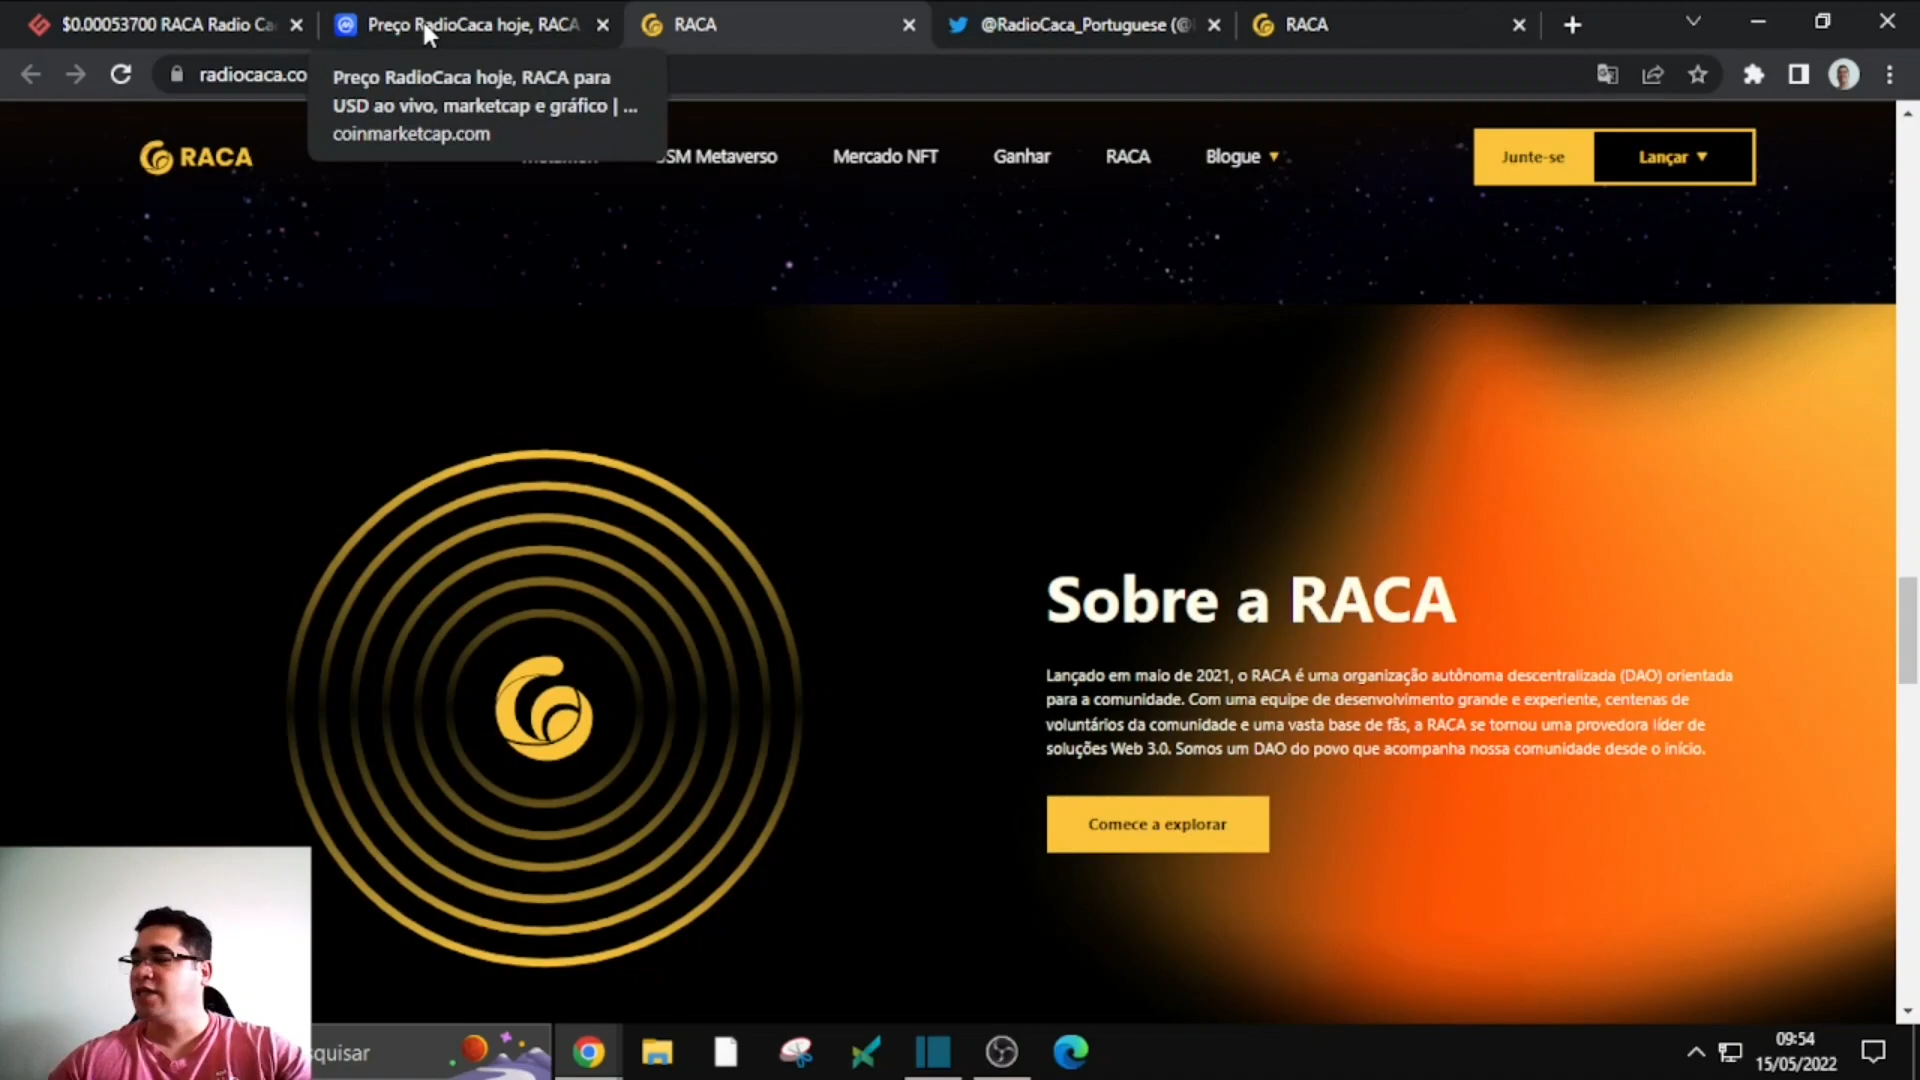 $0.00053700 RACA Radio Ca
Preço RadioCaca hoje, RACA
RACA
@RadioCaca_Portuguese (@
RACA
radiocaca.co
Preço RadioCaca hoje, RACA para
USD ao vivo, marketcap e gráfico | ...
coinmarketcap.com
RACA
SM Metaverso
Mercado NFT
Ganhar
RACA
Blogue
Junte-se
Lançar
Sobre a RACA
Lançado em maio de 2021, o RACA é uma organização autônoma descentralizada (DAO) orientada
para a comunidade. Com uma equipe de desenvolvimento grande e experiente, centenas de
voluntários da comunidade e uma vasta base de fãs, a RACA se tornou uma provedora líder de
soluções Web 3.0. Somos um DAO do povo que acompanha nossa comunidade desde o início.
Comece a explorar
squisar
09:54
15/05/2022